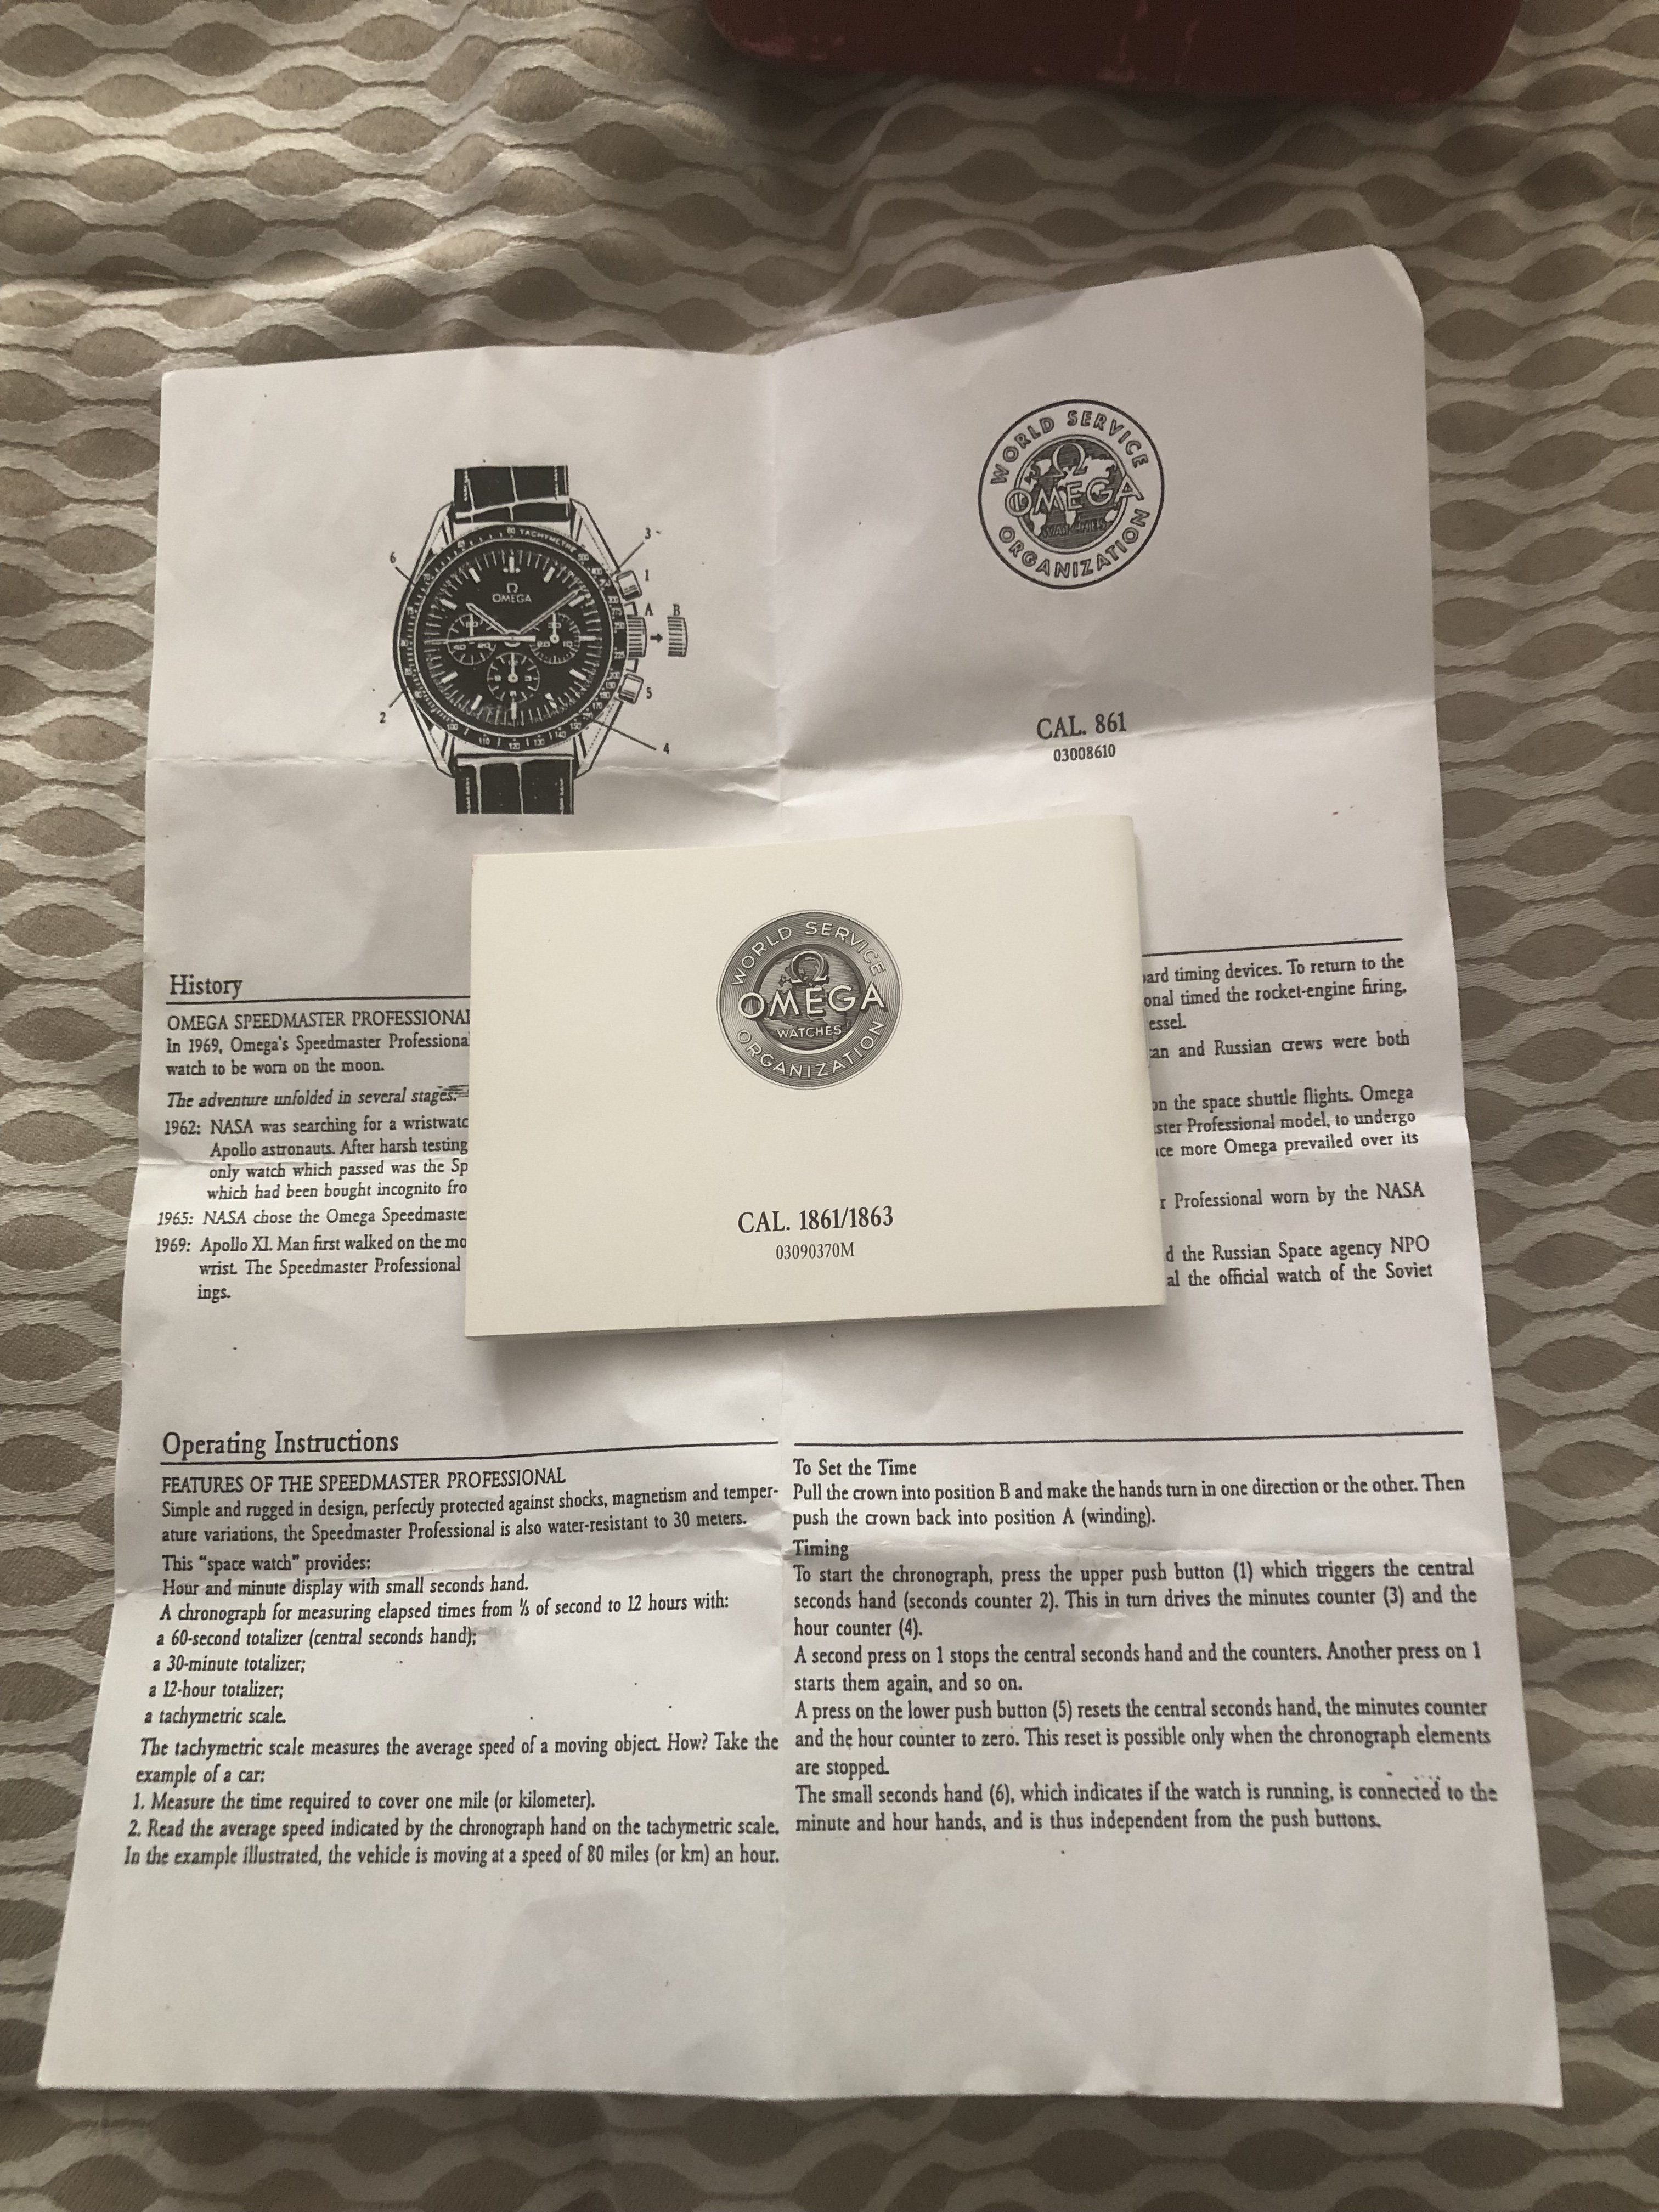 6
3
1
A B
5
2
4
TACHYMETRE
Ω
OMEGA
WORLD SERVICE
Ω
OMEGA
WATCHES
ORGANIZATION
CAL. 861
03008610
History
OMEGA SPEEDMASTER PROFESSIONAL
In 1969, Omega's Speedmaster Professiona
watch to be worn on the moon.
The adventure unfolded in several stages:
1962: NASA was searching for a wristwatc
Apollo astronauts. After harsh testing
only watch which passed was the Sp
which had been bought incognito fro
1965: NASA chose the Omega Speedmaste
1969: Apollo XI. Man first walked on the mo
wrist. The Speedmaster Professional
ings.
ard timing devices. To return to the
onal timed the rocket-engine firing,
essel.
an and Russian crews were both
on the space shuttle flights. Omega
ster Professional model, to undergo
ce more Omega prevailed over its
r Professional worn by the NASA
d the Russian Space agency NPO
al the official watch of the Soviet
WORLD SERVICE
Ω
OMEGA
WATCHES
ORGANIZATION
CAL. 1861/1863
03090370M
Operating Instructions
FEATURES OF THE SPEEDMASTER PROFESSIONAL
Simple and rugged in design, perfectly protected against shocks, magnetism and temper-
ature variations, the Speedmaster Professional is also water-resistant to 30 meters.
This "space watch" provides:
Hour and minute display with small seconds hand.
A chronograph for measuring elapsed times from ⅕ of second to 12 hours with:
a 60-second totalizer (central seconds hand);
a 30-minute totalizer;
a 12-hour totalizer;
a tachymetric scale.
The tachymetric scale measures the average speed of a moving object. How? Take the
example of a car:
1. Measure the time required to cover one mile (or kilometer).
2. Read the average speed indicated by the chronograph hand on the tachymetric scale.
In the example illustrated, the vehicle is moving at a speed of 80 miles (or km) an hour.
To Set the Time
Pull the crown into position B and make the hands turn in one direction or the other. Then
push the crown back into position A (winding).
Timing
To start the chronograph, press the upper push button (1) which triggers the central
seconds hand (seconds counter 2). This in turn drives the minutes counter (3) and the
hour counter (4).
A second press on 1 stops the central seconds hand and the counters. Another press on 1
starts them again, and so on.
A press on the lower push button (5) resets the central seconds hand, the minutes counter
and the hour counter to zero. This reset is possible only when the chronograph elements
are stopped.
The small seconds hand (6), which indicates if the watch is running, is connected to the
minute and hour hands, and is thus independent from the push buttons.